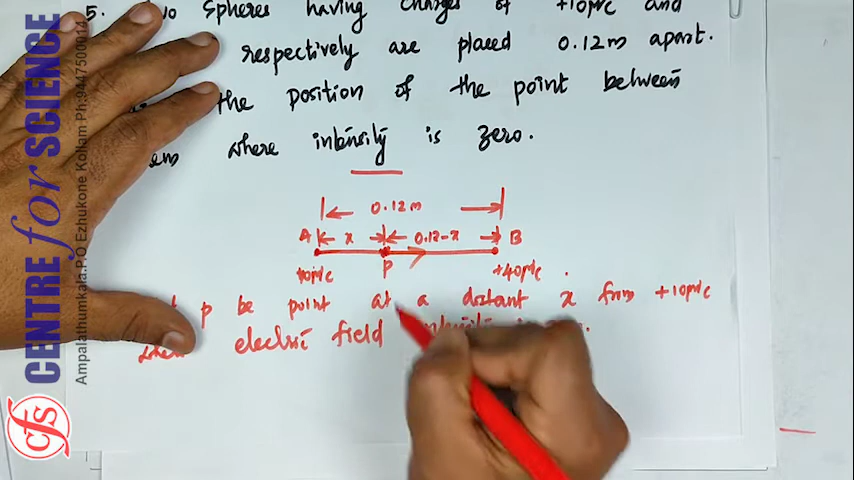 5. Two spheres having charges of +10μc and
respectively are placed 0.12m apart.
the position of the point between
where intensity is zero.
0.12m
A x 0.12-x B
+10μc P +40μc .
p be point at a distant x from +10μc
where electric field
CENTRE for SCIENCE
Ampalathumkala.P.O Ezhukone Kollam Ph:9447500014
cfs